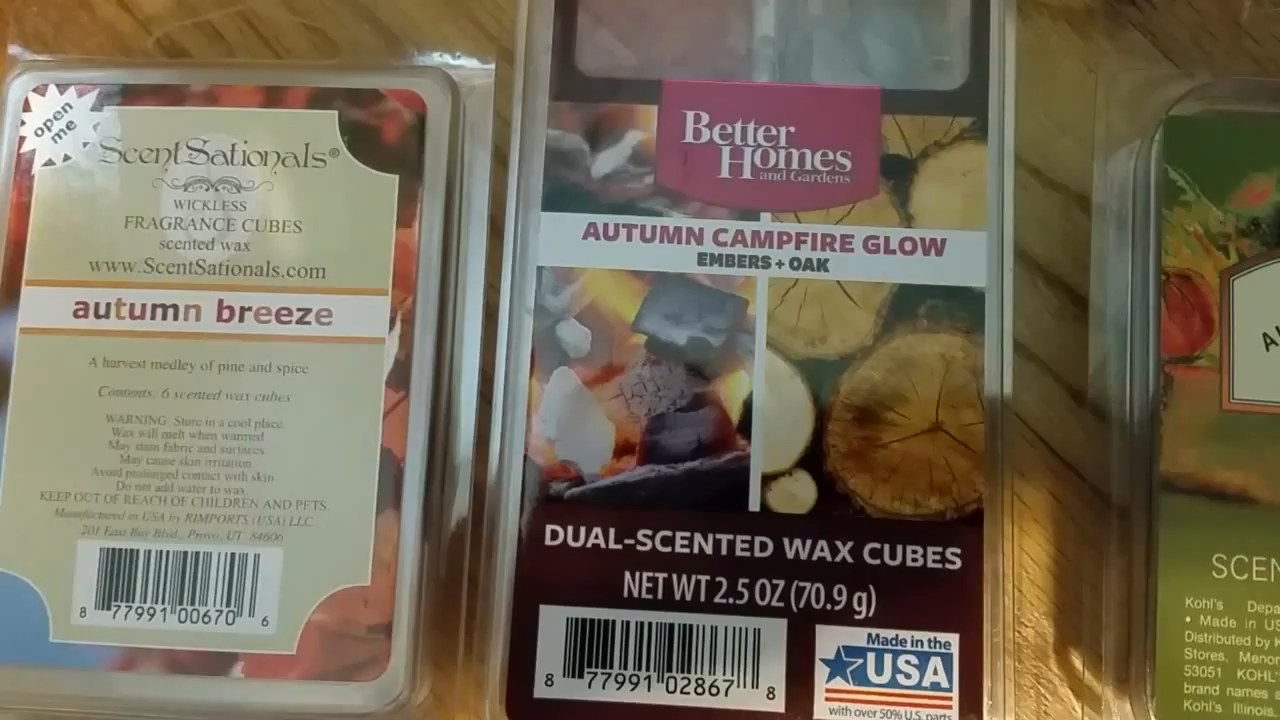 open
me
ScentSationals®
WICKLESS
FRAGRANCE CUBES
scented wax
www.ScentSationals.com
autumn breeze
A harvest medley of pine and spice
Contents: 6 scented wax cubes
WARNING: Store in a cool place.
Wax will melt when warmed
May stain fabric and surfaces
May cause skin irritation
Avoid prolonged contact with skin
Do not add water to wax.
KEEP OUT OF REACH OF CHILDREN AND PETS
Manufactured in USA by RIMPORTS (USA) LLC.
201 East Bay Blvd., Provo, UT 84606
8 77991 00670 6
Better
Homes
and Gardens
AUTUMN CAMPFIRE GLOW
EMBERS + OAK
DUAL-SCENTED WAX CUBES
NET WT 2.5 OZ (70.9 g)
8 77991 02867 8
Made in the
USA
with over 50% U.S. parts
A
SCEN
Kohl's Depa
• Made in US
Distributed by K
Stores, Menom
53051 KOHL'
brand names a
Kohl's Illinois